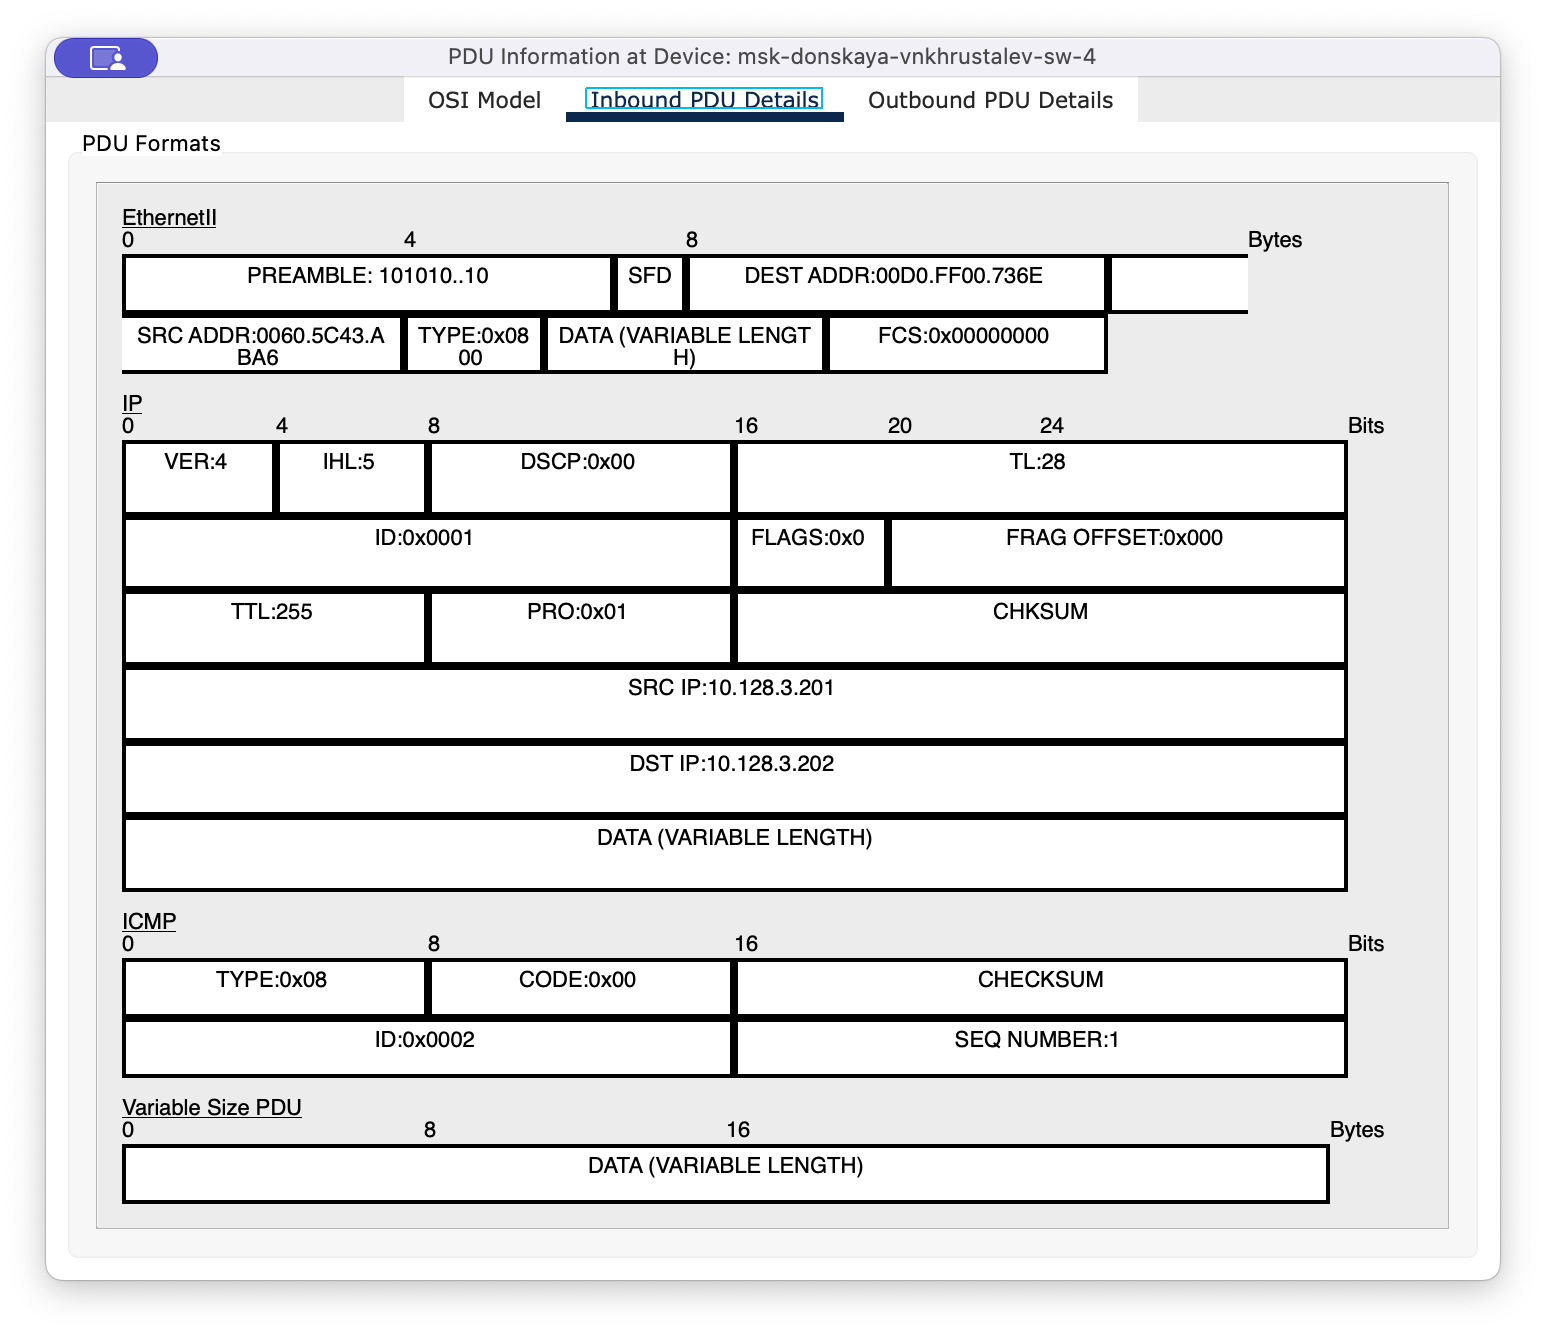 PDU Information at Device: msk-donskaya-vnkhrustalev-sw-4
OSI Model Inbound PDU Details Outbound PDU Details
PDU Formats
EthernetII
0 4 8 Bytes
PREAMBLE: 101010..10 SFD DEST ADDR:00D0.FF00.736E
SRC ADDR:0060.5C43.A TYPE:0x08 DATA (VARIABLE LENGT FCS:0x00000000
BA6 00 H)
IP
0 4 8 16 20 24 Bits
VER:4 IHL:5 DSCP:0x00 TL:28
ID:0x0001 FLAGS:0x0 FRAG OFFSET:0x000
TTL:255 PRO:0x01 CHKSUM
SRC IP:10.128.3.201
DST IP:10.128.3.202
DATA (VARIABLE LENGTH)
ICMP
0 8 16 Bits
TYPE:0x08 CODE:0x00 CHECKSUM
ID:0x0002 SEQ NUMBER:1
Variable Size PDU
0 8 16 Bytes
DATA (VARIABLE LENGTH)